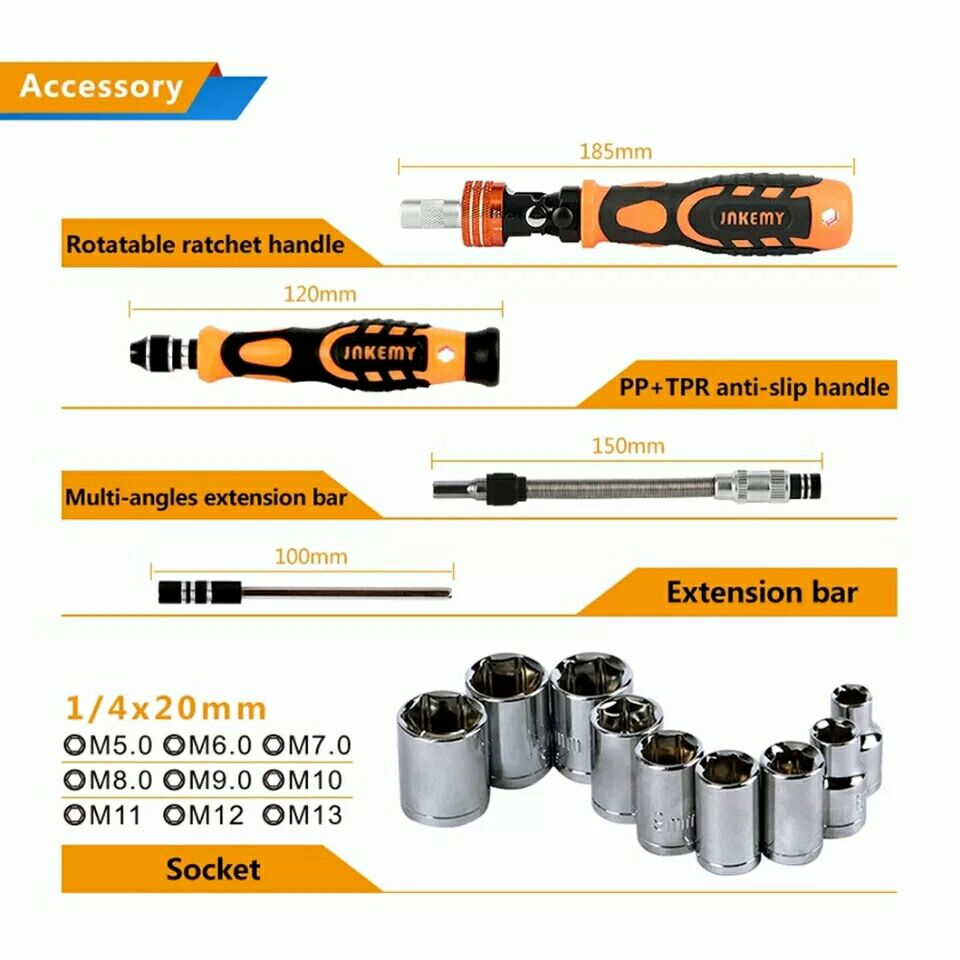 Accessory
185mm
JAKEMY
Rotatable ratchet handle
120mm
JAKEMY
PP+TPR anti-slip handle
150mm
Multi-angles extension bar
100mm
Extension bar
1/4x20mm
M5.0 M6.0 M7.0
M8.0 M9.0 M10
M11 M12 M13
Socket